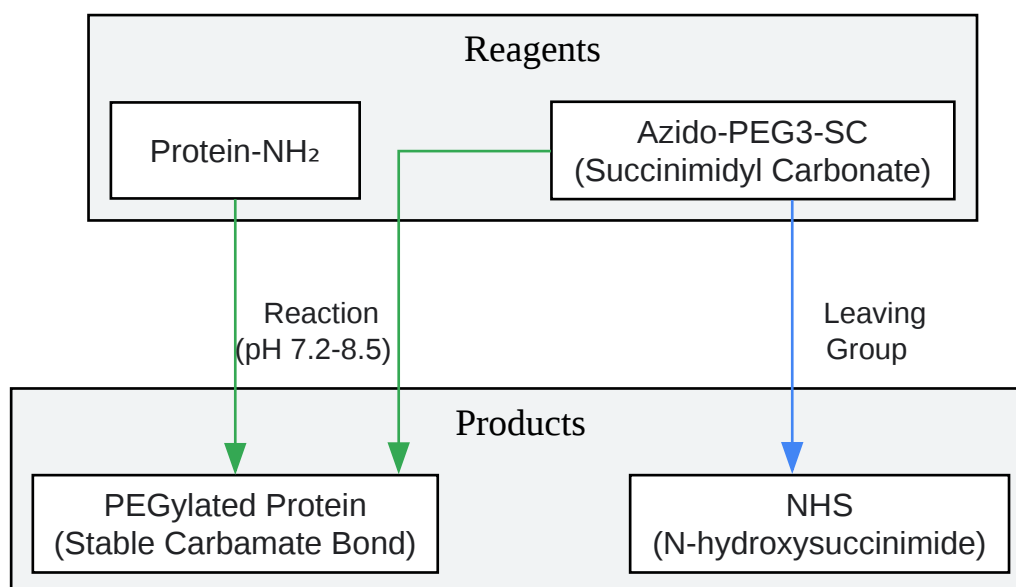 Reagents
Protein-NH₂
Azido-PEG3-SC
(Succinimidyl Carbonate)
Reaction
(pH 7.2-8.5)
Leaving
Group
Products
PEGylated Protein
(Stable Carbamate Bond)
NHS
(N-hydroxysuccinimide)